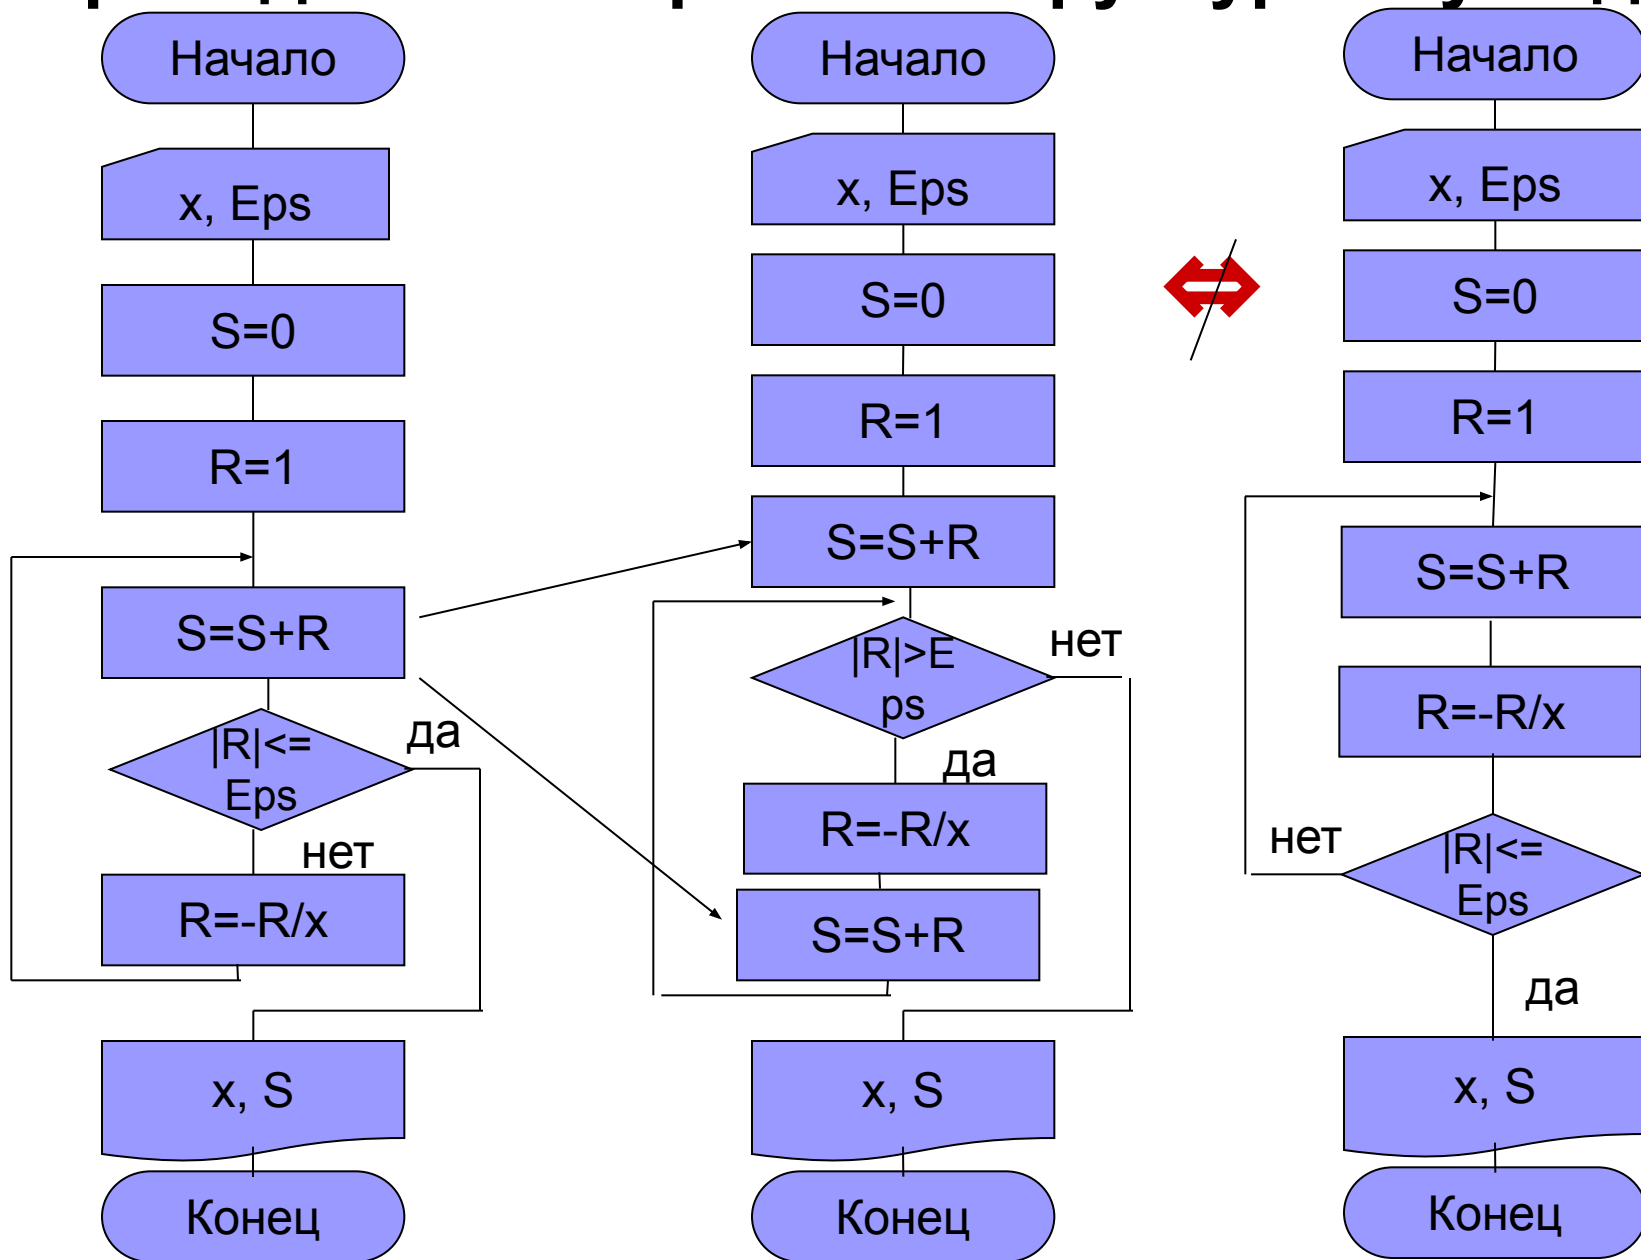 Начало
x, Eps
S=0
R=1
S=S+R
|R|<=
Eps
да
нет
R=-R/x
x, S
Конец
Начало
x, Eps
S=0
R=1
S=S+R
|R|>E
ps
нет
да
R=-R/x
S=S+R
x, S
Конец
Начало
x, Eps
S=0
R=1
S=S+R
R=-R/x
|R|<=
Eps
нет
да
x, S
Конец